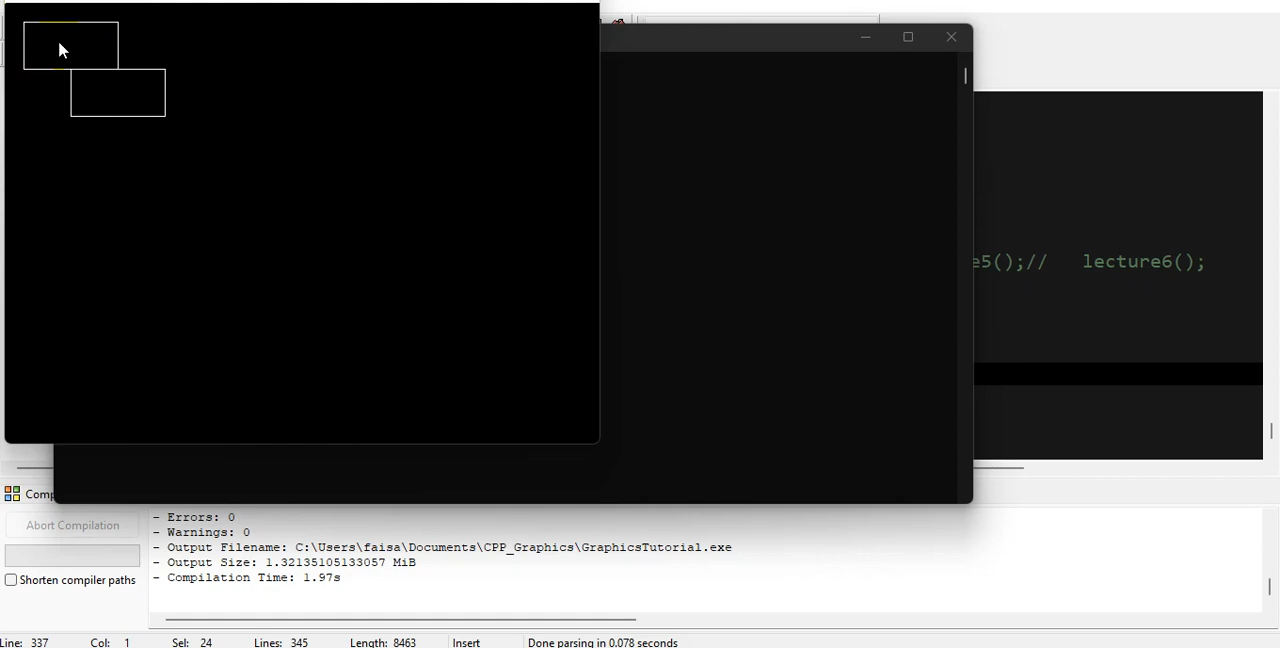 e5();//   lecture6();
Comp
Abort Compilation
Shorten compiler paths
- Errors: 0
- Warnings: 0
- Output Filename: C:\Users\faisa\Documents\CPP_Graphics\GraphicsTutorial.exe
- Output Size: 1.32135105133057 MiB
- Compilation Time: 1.97s
Line: 337 Col: 1 Sel: 24 Lines: 345 Length: 8463 Insert Done parsing in 0.078 seconds